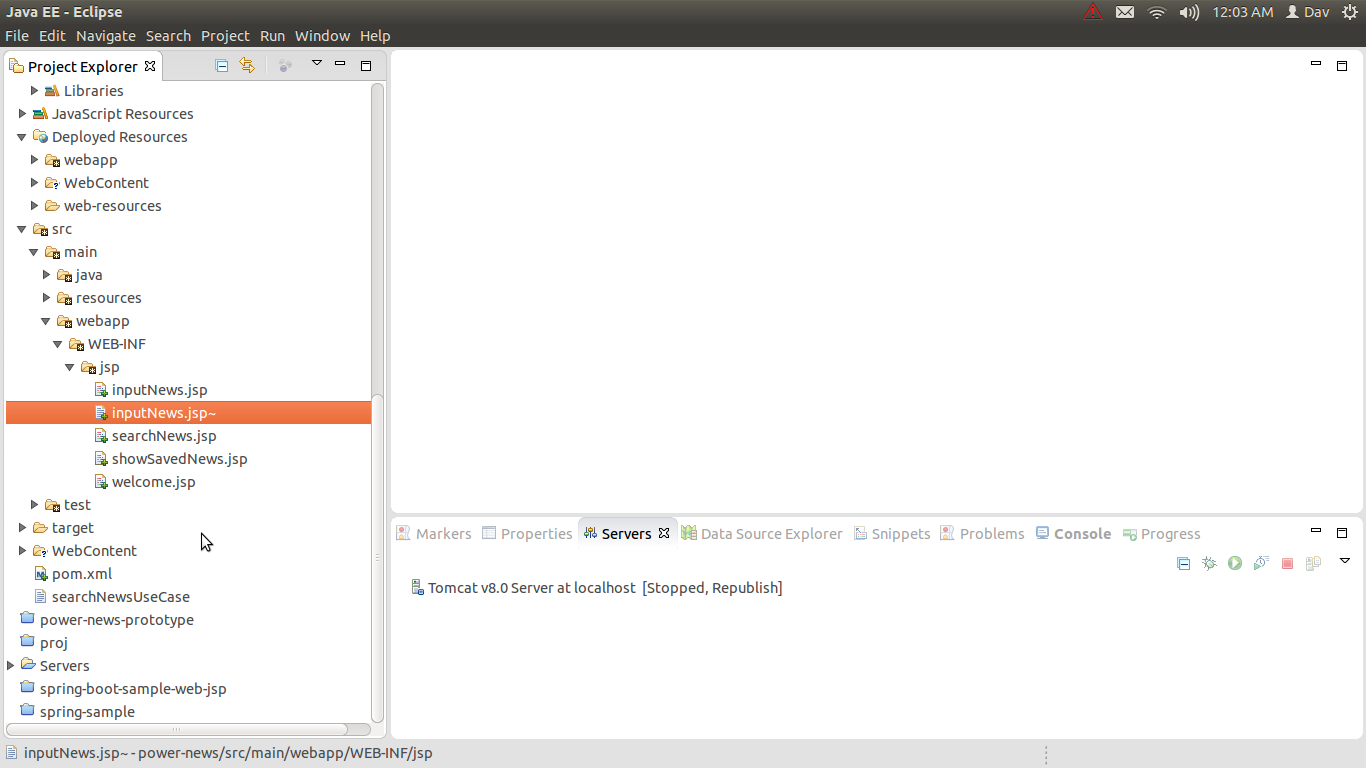 Java EE - Eclipse
12:03 AM Dav
File Edit Navigate Search Project Run Window Help
Project Explorer
Libraries
JavaScript Resources
Deployed Resources
webapp
WebContent
web-resources
src
main
java
resources
webapp
WEB-INF
jsp
inputNews.jsp
inputNews.jsp~
searchNews.jsp
showSavedNews.jsp
welcome.jsp
test
target
WebContent
pom.xml
searchNewsUseCase
power-news-prototype
proj
Servers
spring-boot-sample-web-jsp
spring-sample
Markers Properties Servers Data Source Explorer Snippets Problems Console Progress
Tomcat v8.0 Server at localhost [Stopped, Republish]
inputNews.jsp~ - power-news/src/main/webapp/WEB-INF/jsp